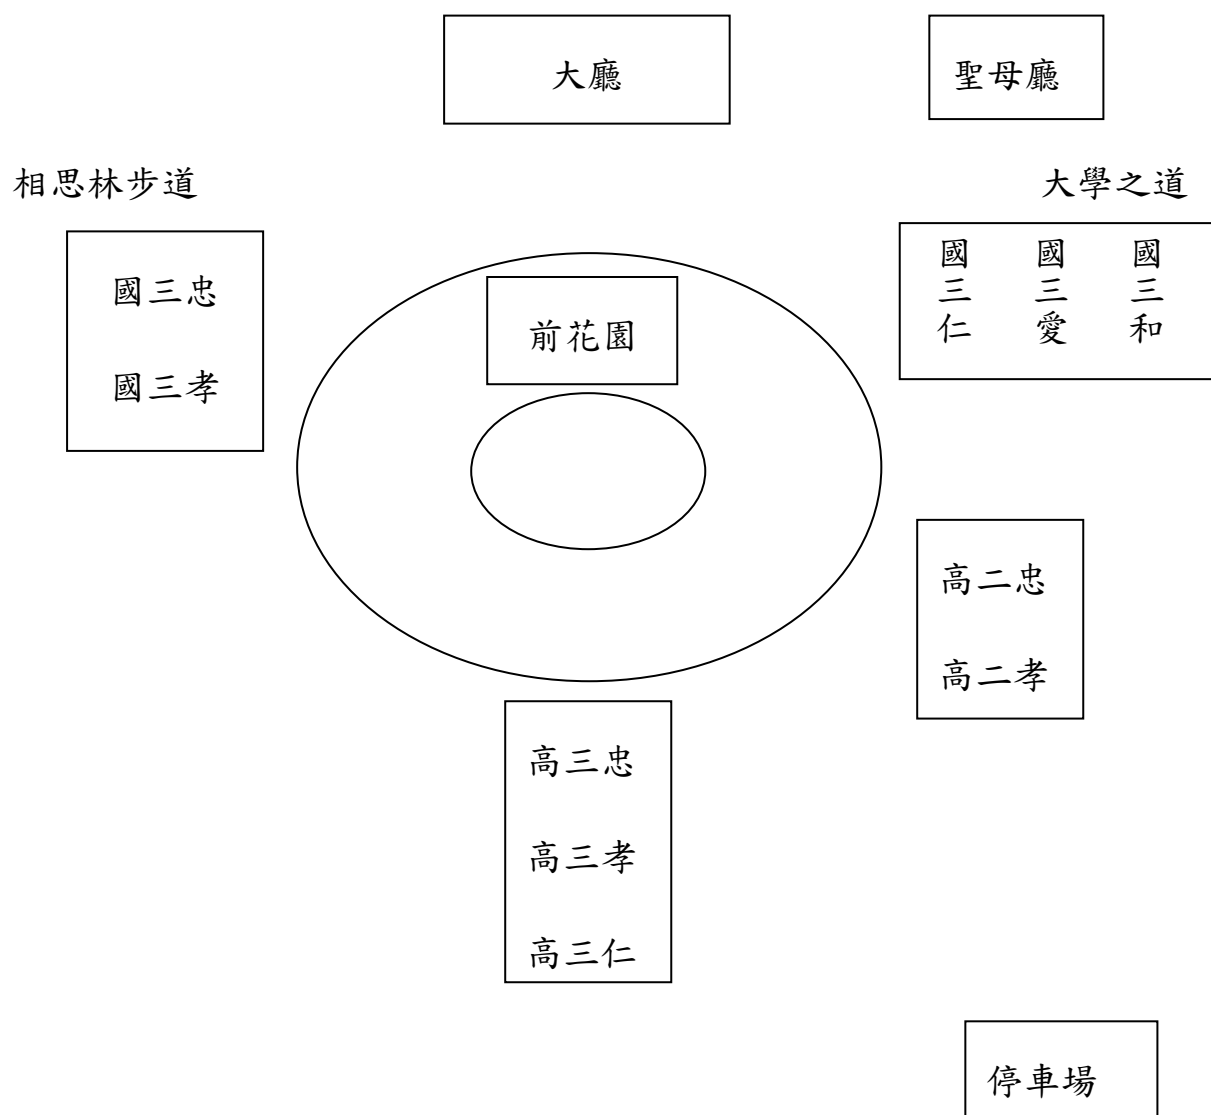 大廳
聖母廳
相思林步道
大學之道
國三忠
國三孝
前花園
國三仁
國三愛
國三和
高二忠
高二孝
高三忠
高三孝
高三仁
停車場